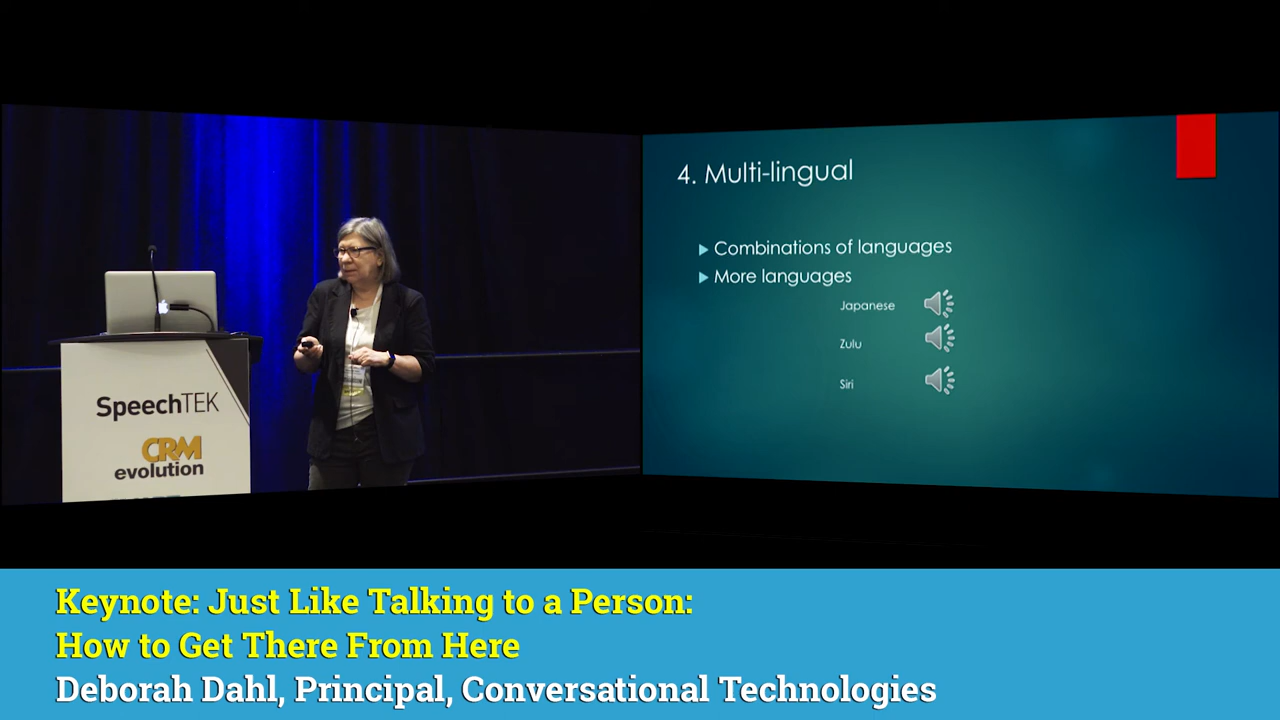 SpeechTEK
CRM
evolution
4. Multi-lingual
Combinations of languages
More languages
Japanese
Zulu
Siri
Keynote: Just Like Talking to a Person:
How to Get There From Here
Deborah Dahl, Principal, Conversational Technologies